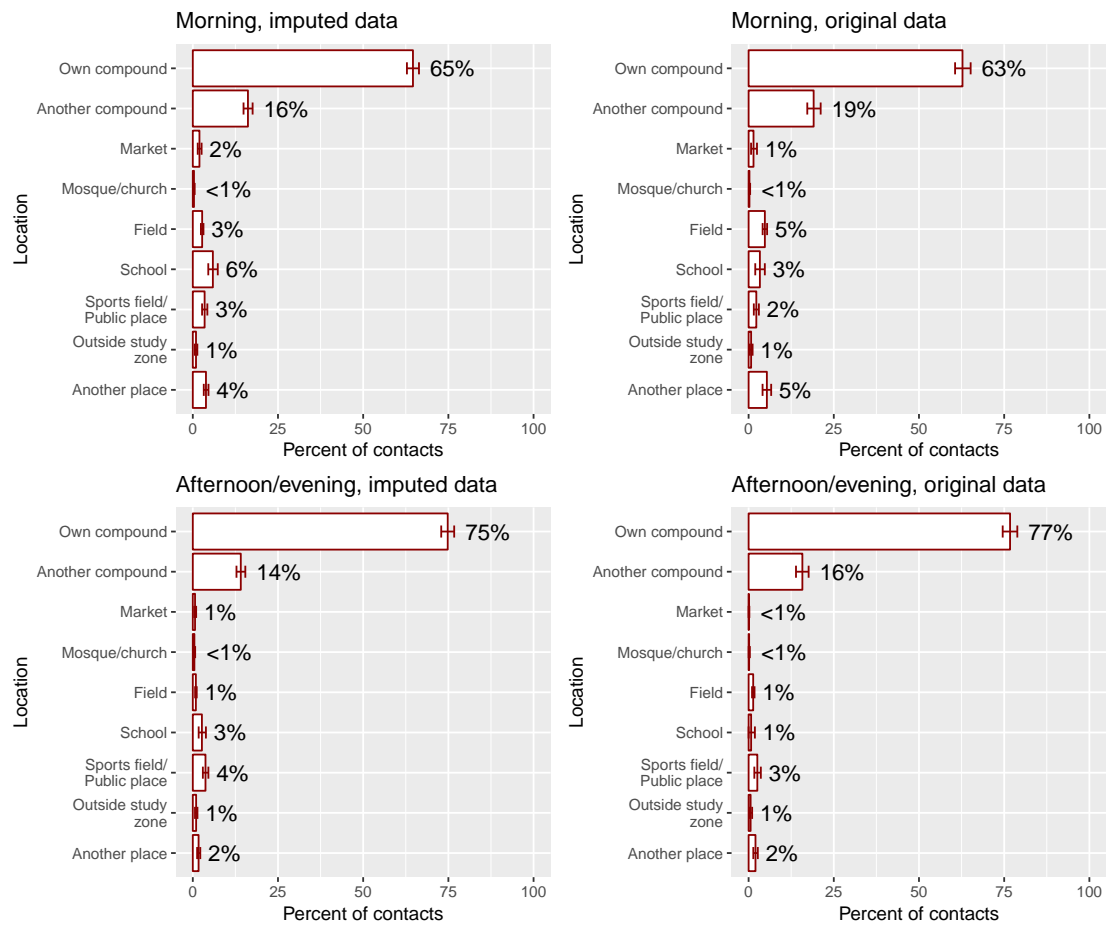 Morning, imputed data
Location
Own compound 65%
Another compound 16%
Market 2%
Mosque/church <1%
Field 3%
School 6%
Sports field/
Public place 3%
Outside study
zone 1%
Another place 4%
0 25 50 75 100
Percent of contacts
Morning, original data
Location
Own compound 63%
Another compound 19%
Market 1%
Mosque/church <1%
Field 5%
School 3%
Sports field/
Public place 2%
Outside study
zone 1%
Another place 5%
0 25 50 75 100
Percent of contacts
Afternoon/evening, imputed data
Location
Own compound 75%
Another compound 14%
Market 1%
Mosque/church <1%
Field 1%
School 3%
Sports field/
Public place 4%
Outside study
zone 1%
Another place 2%
0 25 50 75 100
Percent of contacts
Afternoon/evening, original data
Location
Own compound 77%
Another compound 16%
Market <1%
Mosque/church <1%
Field 1%
School 1%
Sports field/
Public place 3%
Outside study
zone 1%
Another place 2%
0 25 50 75 100
Percent of contacts